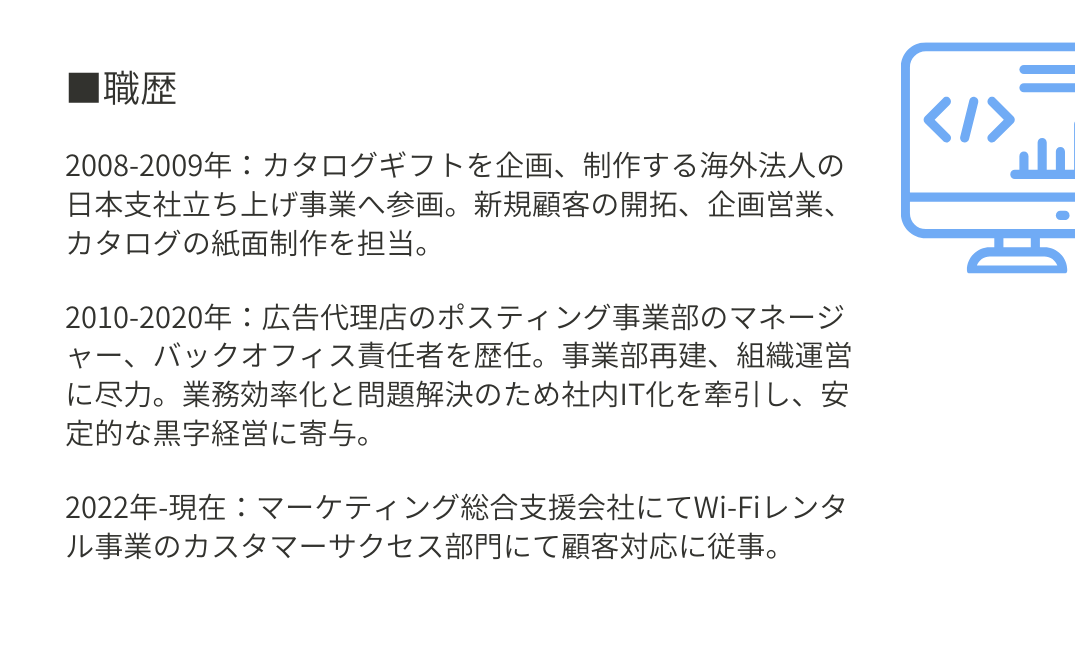 ■職歴
2008-2009年：カタログギフトを企画、制作する海外法人の
日本支社立ち上げ事業へ参画。新規顧客の開拓、企画営業、
カタログの紙面制作を担当。
2010-2020年：広告代理店のポスティング事業部のマネージ
ャー、バックオフィス責任者を歴任。事業部再建、組織運営
に尽力。業務効率化と問題解決のため社内IT化を牽引し、安
定的な黒字経営に寄与。
2022年-現在：マーケティング総合支援会社にてWi-Fiレンタ
ル事業のカスタマーサクセス部門にて顧客対応に従事。